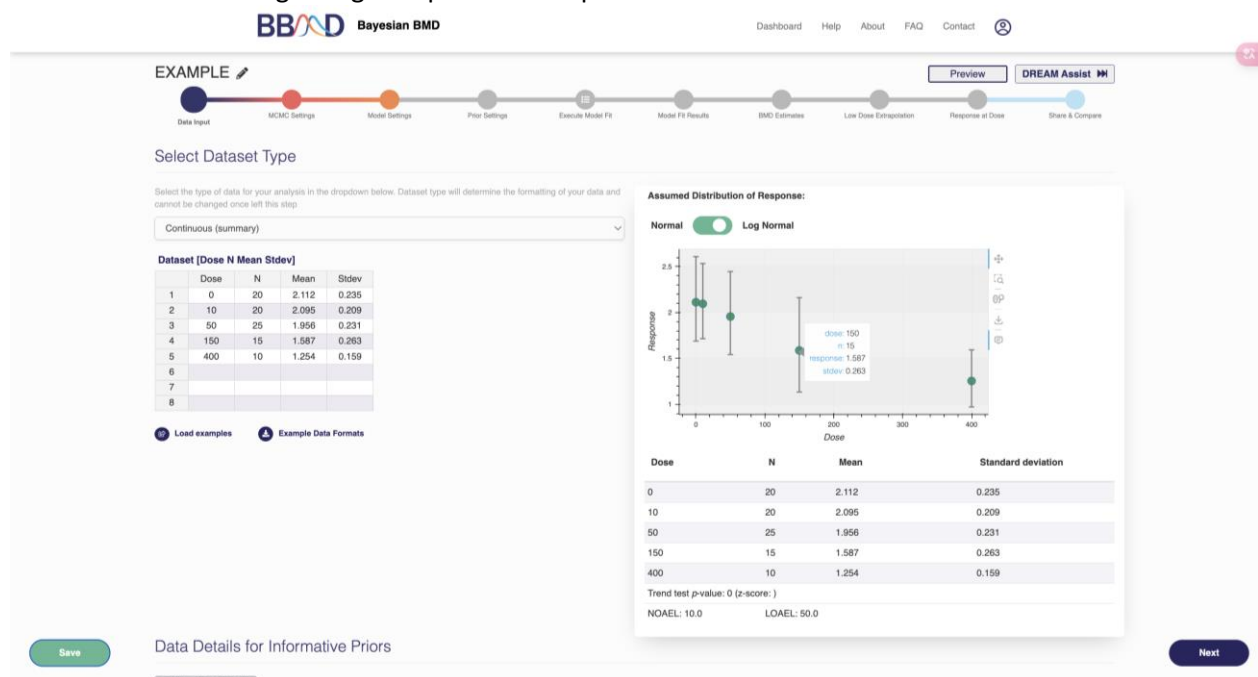 BBMD Bayesian BMD
Dashboard Help About FAQ Contact
EXAMPLE
Preview DREAM Assist
Data Input MCMC Settings Model Settings Prior Settings Execute Model Fit Model Fit Results BMD Estimates Low Dose Extrapolation Response at Dose Share & Compare
Select Dataset Type
Select the type of data for your analysis in the dropdown below. Dataset type will determine the formatting of your data and
cannot be changed once left this step
Continuous (summary)
Dataset [Dose N Mean Stdev]
Dose N Mean Stdev
1 0 20 2.112 0.235
2 10 20 2.095 0.209
3 50 25 1.956 0.231
4 150 15 1.587 0.263
5 400 10 1.254 0.159
6
7
8
Load examples Example Data Formats
Assumed Distribution of Response:
Normal Log Normal
2.5
2
1.5
1
Response
dose: 150
n: 15
response: 1.587
stdev: 0.263
0 100 200 300 400
Dose
Dose N Mean Standard deviation
0 20 2.112 0.235
10 20 2.095 0.209
50 25 1.956 0.231
150 15 1.587 0.263
400 10 1.254 0.159
Trend test p-value: 0 (z-score: )
NOAEL: 10.0 LOAEL: 50.0
Save
Data Details for Informative Priors
Next